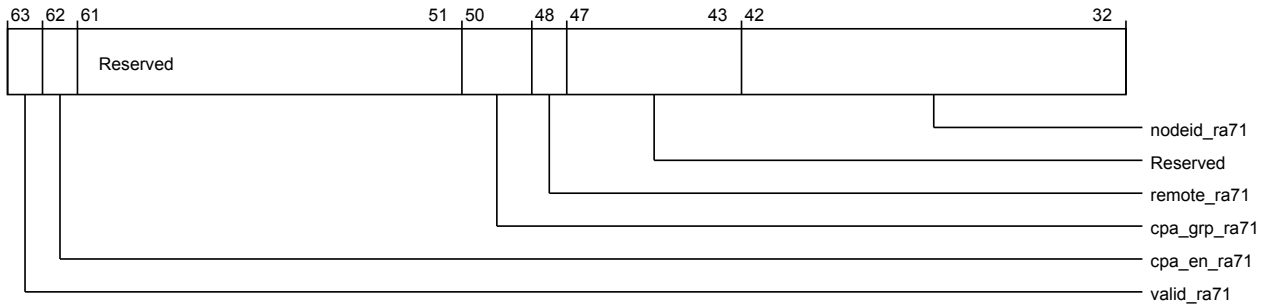 63 62 61 51 50 48 47 43 42 32
Reserved
nodeid_ra71
Reserved
remote_ra71
cpa_grp_ra71
cpa_en_ra71
valid_ra71